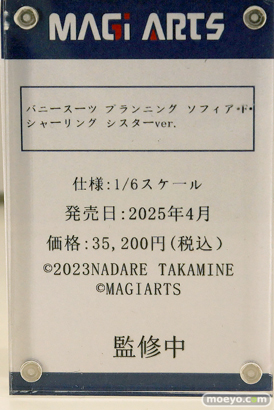 MAGI ARTS
バニースーツ プランニング ソフィア・F・
シャーリング シスターver.
仕様:1/6スケール
発売日:2025年4月
価格:35,200円(税込)
©2023NADARE TAKAMINE
©MAGIARTS
監修中
moeyo.com